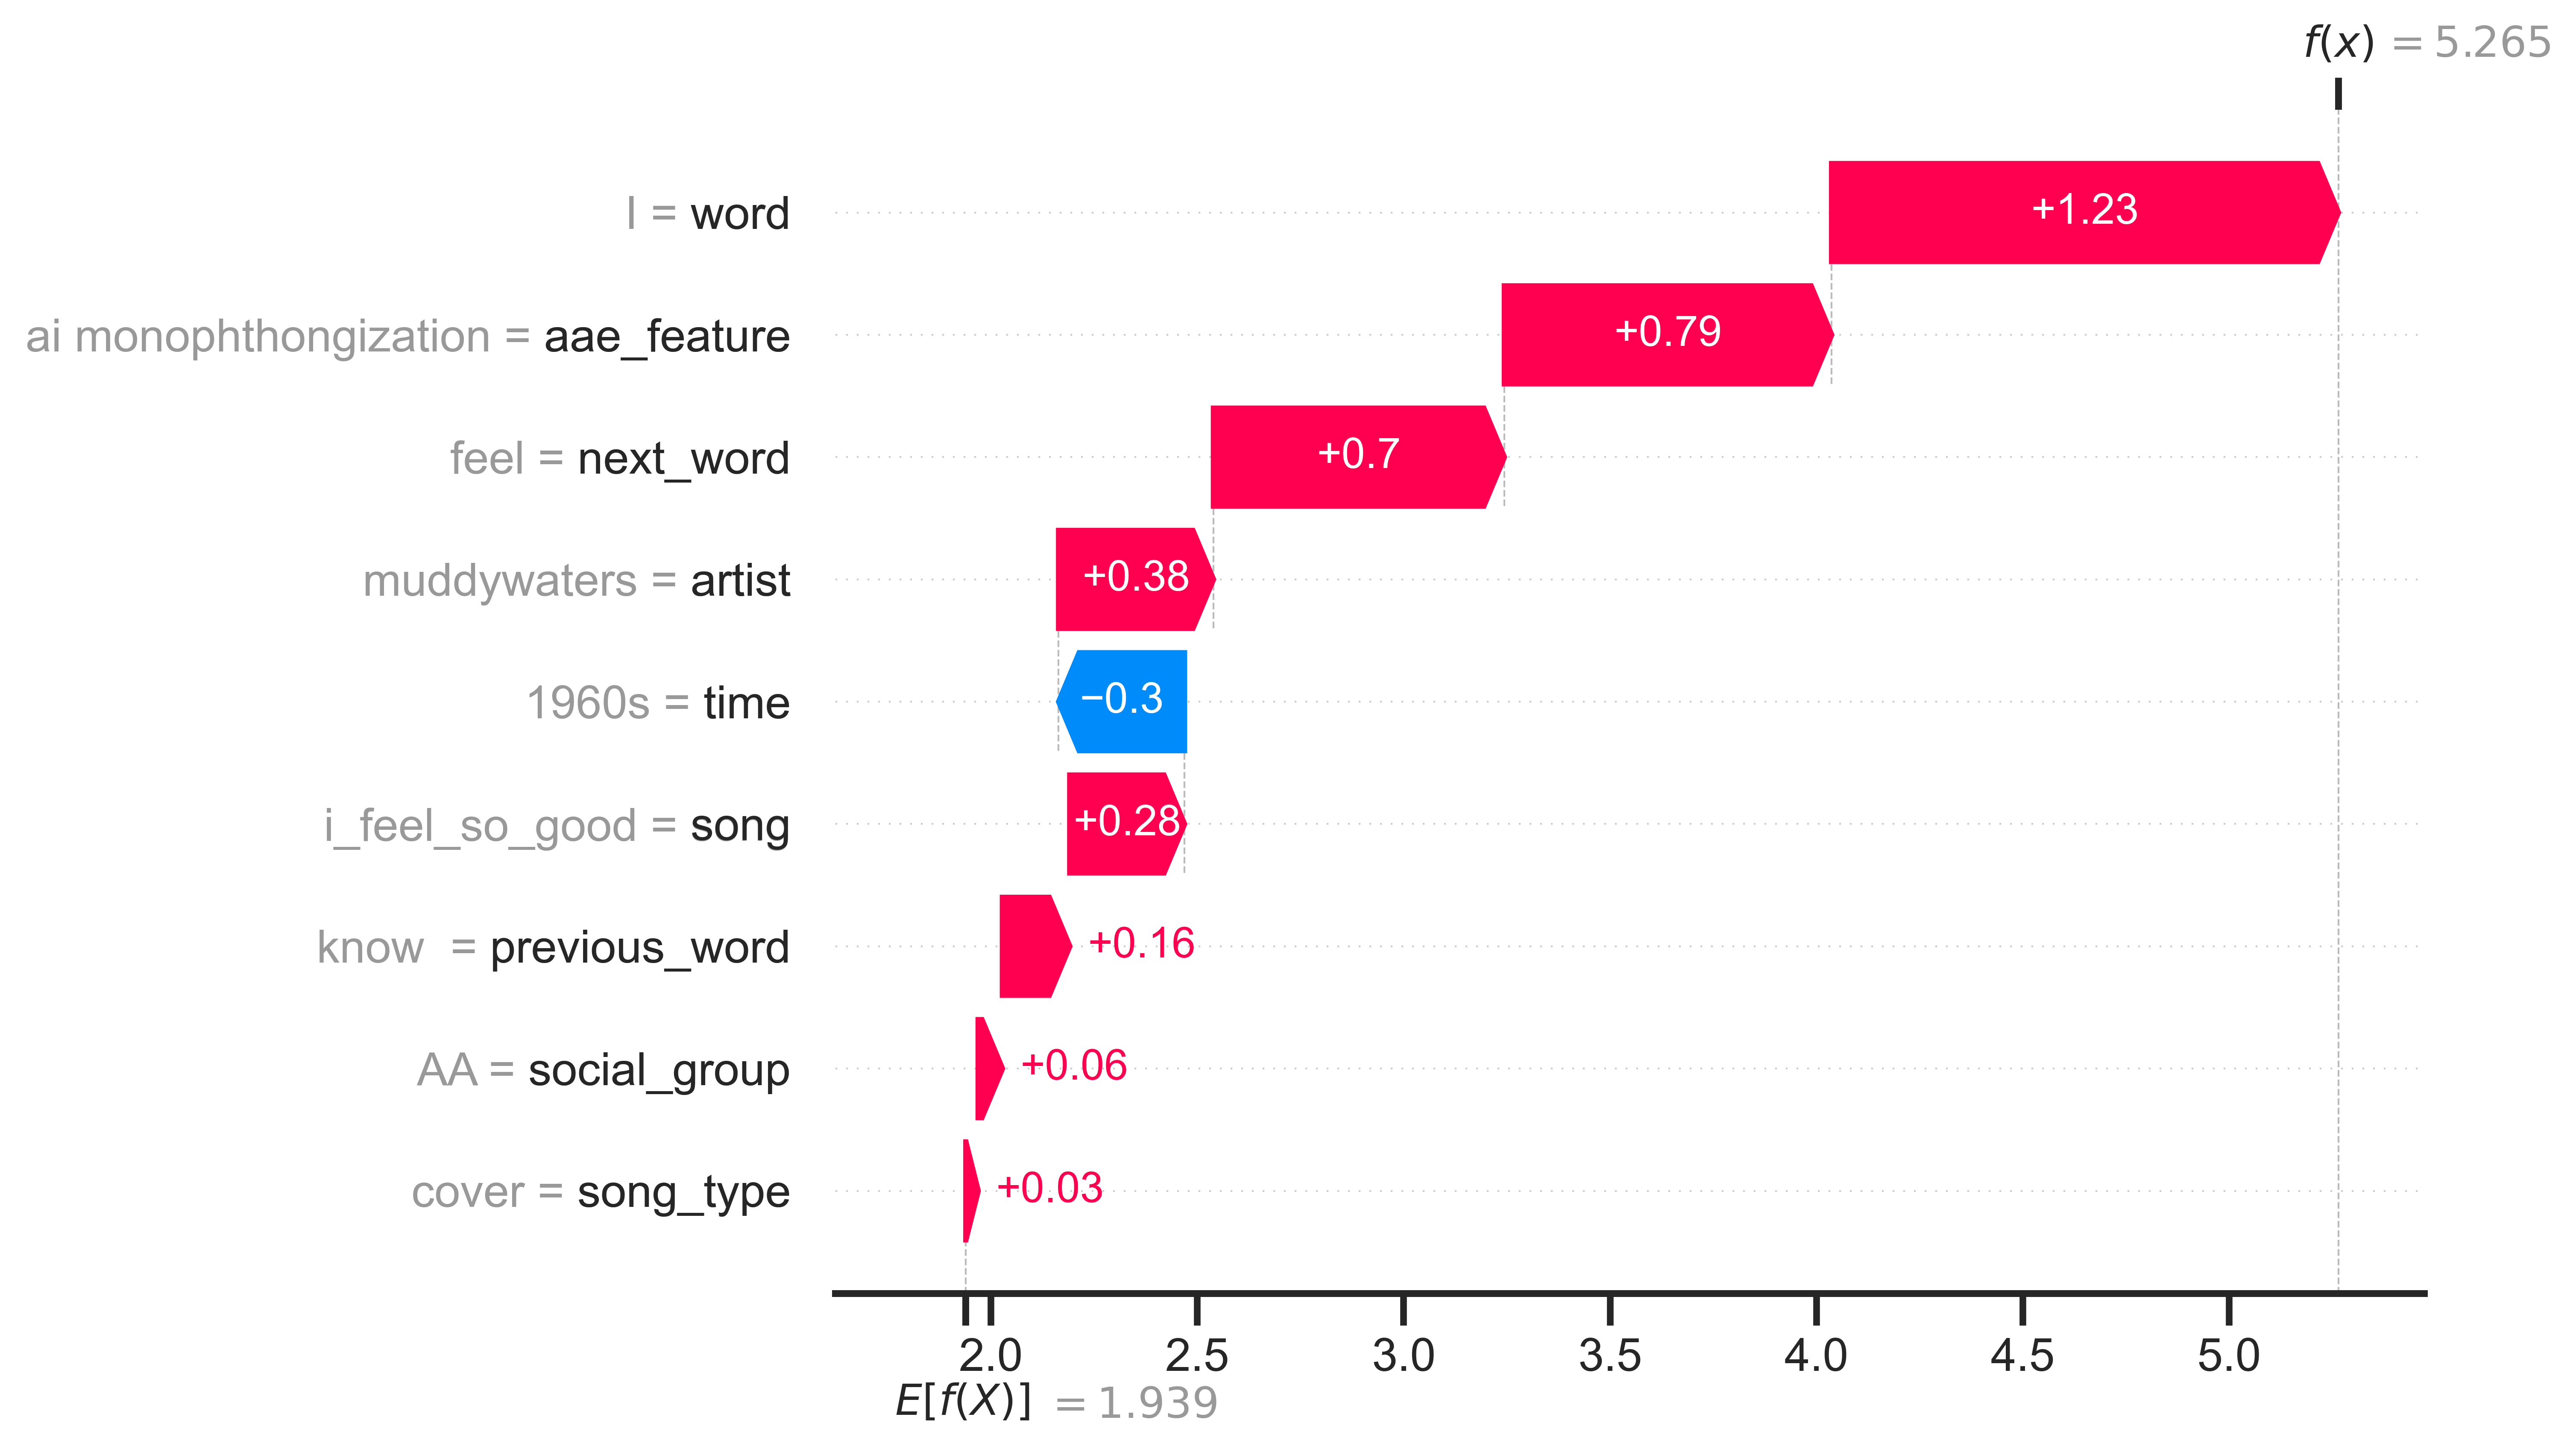 f(x) = 5.265
I = word
+1.23
ai monophthongization = aae_feature
+0.79
feel = next_word
+0.7
muddywaters = artist
+0.38
1960s = time
−0.3
i_feel_so_good = song
+0.28
know  = previous_word
+0.16
AA = social_group
+0.06
cover = song_type
+0.03
2.0 2.5 3.0 3.5 4.0 4.5 5.0
E[f(X)] = 1.939